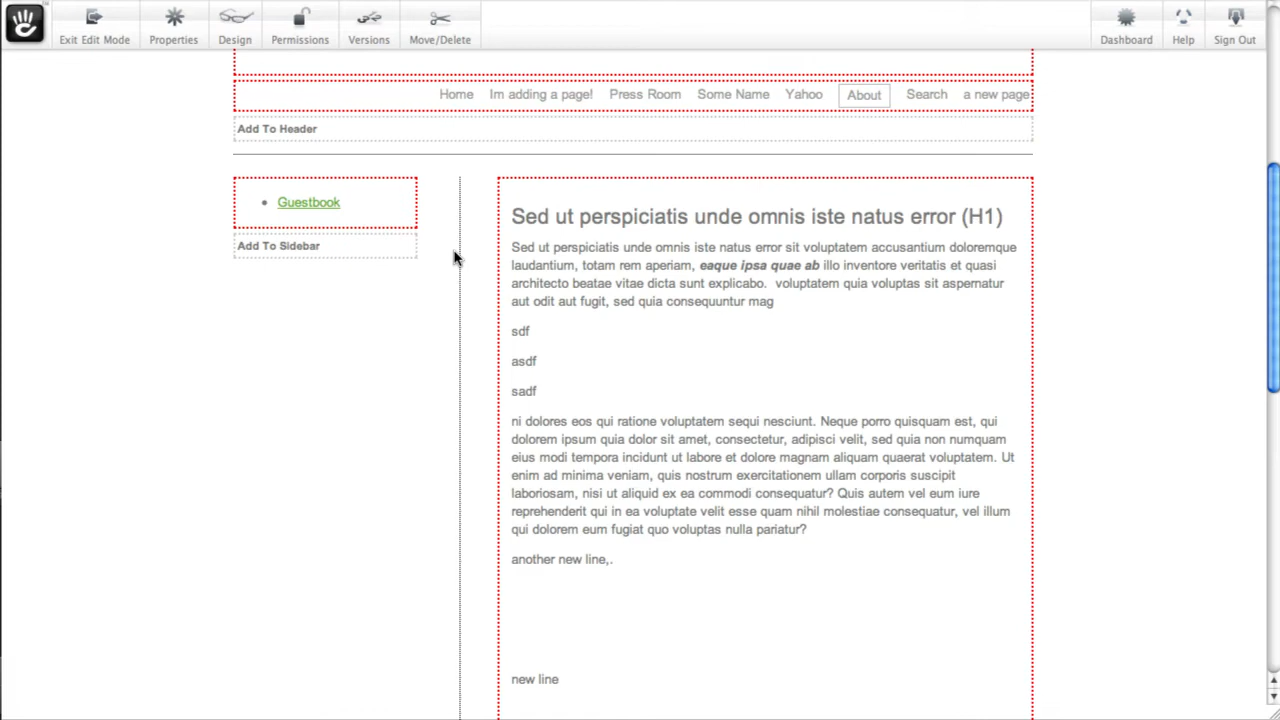 Exit Edit Mode Properties Design Permissions Versions Move/Delete Dashboard Help Sign Out
Home Im adding a page! Press Room Some Name Yahoo About Search a new page
Add To Header
Guestbook
Add To Sidebar
Sed ut perspiciatis unde omnis iste natus error (H1)
Sed ut perspiciatis unde omnis iste natus error sit voluptatem accusantium doloremque
laudantium, totam rem aperiam, eaque ipsa quae ab illo inventore veritatis et quasi
architecto beatae vitae dicta sunt explicabo.  voluptatem quia voluptas sit aspernatur
aut odit aut fugit, sed quia consequuntur mag
sdf
asdf
sadf
ni dolores eos qui ratione voluptatem sequi nesciunt. Neque porro quisquam est, qui
dolorem ipsum quia dolor sit amet, consectetur, adipisci velit, sed quia non numquam
eius modi tempora incidunt ut labore et dolore magnam aliquam quaerat voluptatem. Ut
enim ad minima veniam, quis nostrum exercitationem ullam corporis suscipit
laboriosam, nisi ut aliquid ex ea commodi consequatur? Quis autem vel eum iure
reprehenderit qui in ea voluptate velit esse quam nihil molestiae consequatur, vel illum
qui dolorem eum fugiat quo voluptas nulla pariatur?
another new line,.
new line